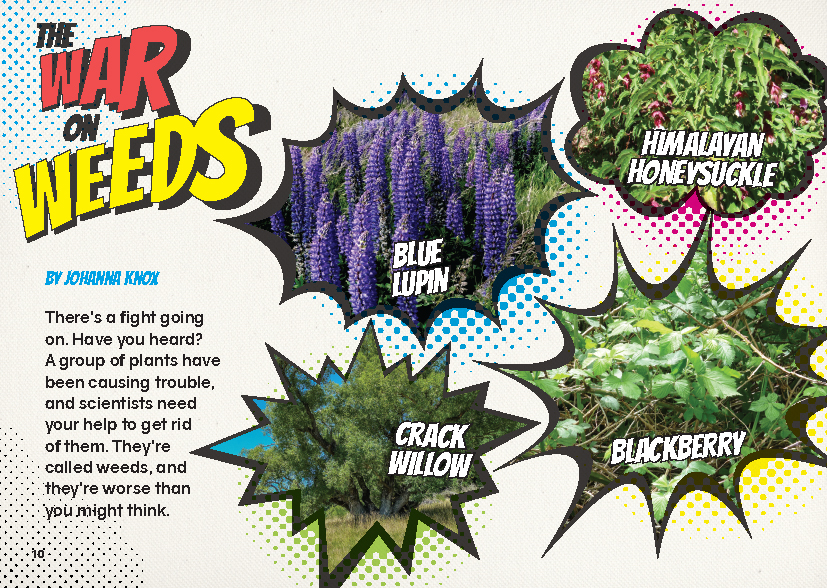 THE
WAR
ON
WEEDS
BY JOHANNA KNOX
There's a fight going
on. Have you heard?
A group of plants have
been causing trouble,
and scientists need
your help to get rid
of them. They're
called weeds, and
they're worse than
you might think.
BLUE
LUPIN
HIMALAYAN
HONEYSUCKLE
CRACK
WILLOW
BLACKBERRY
10